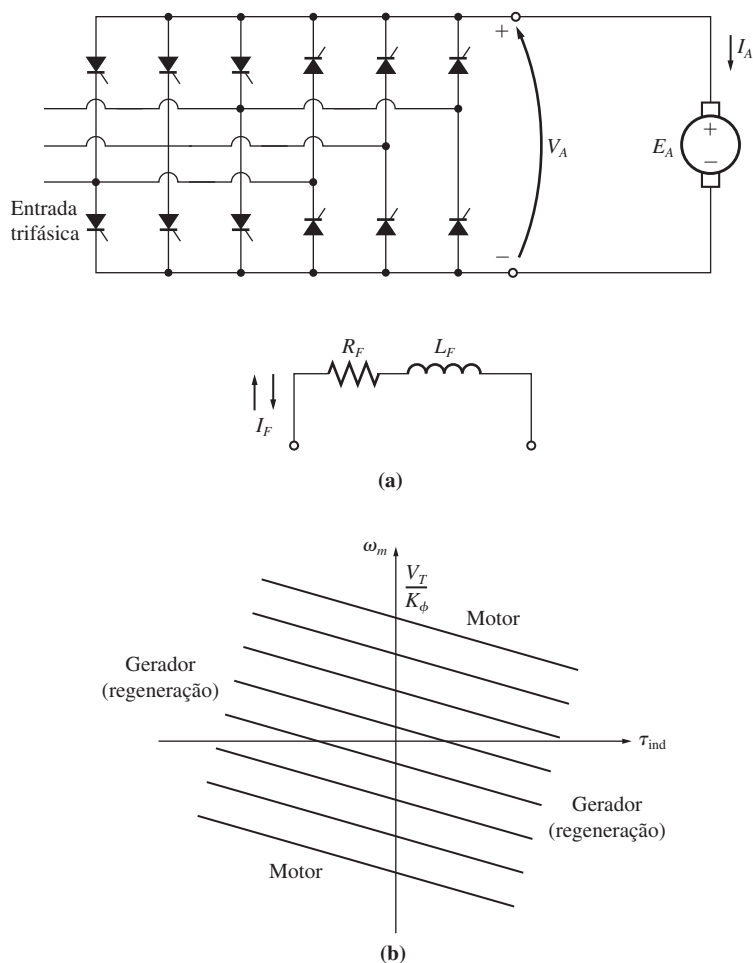 +
I_A
V_A
E_A
+
−
Entrada
trifásica
−
R_F
L_F
I_F
(a)
ω_m
V_T
K_ϕ
Motor
Gerador
(regeneração)
τ_ind
Gerador
(regeneração)
Motor
(b)